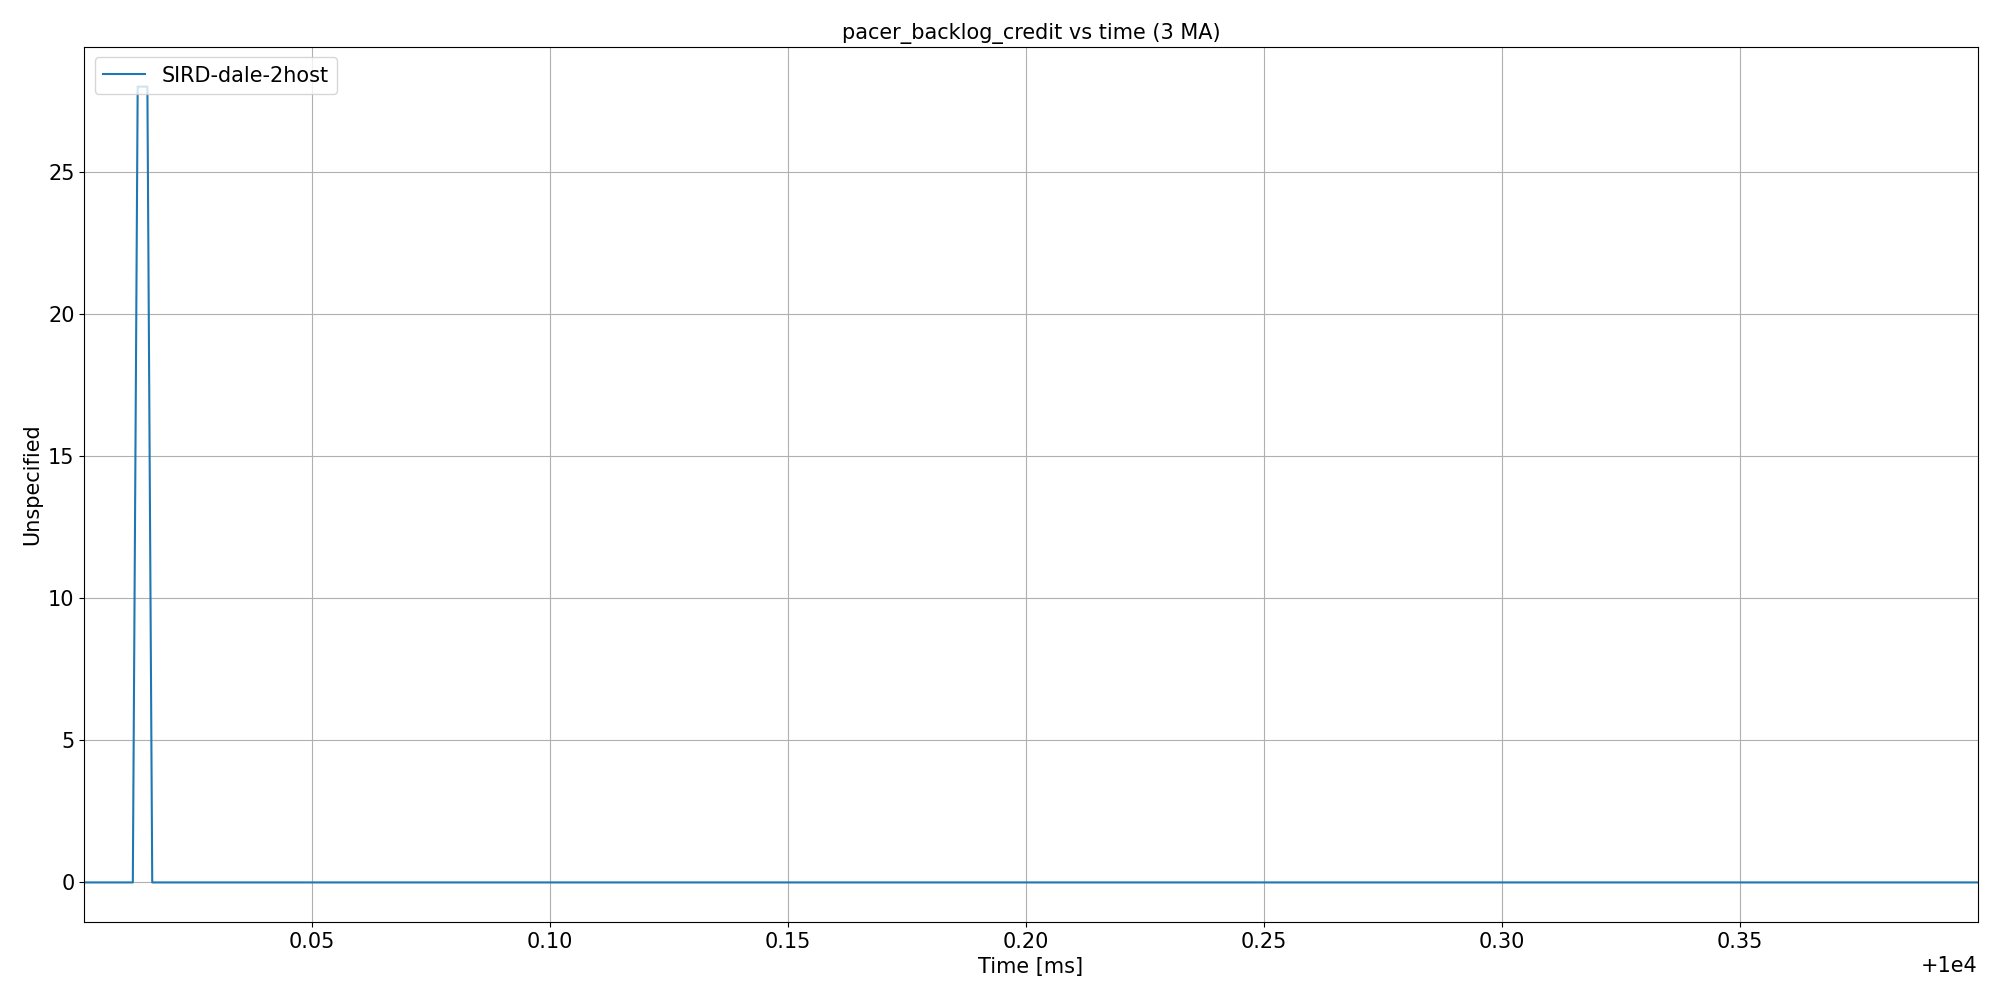 pacer_backlog_credit vs time (3 MA)
SIRD-dale-2host
25
20
15
10
5
0
Unspecified
0.05 0.10 0.15 0.20 0.25 0.30 0.35
Time [ms]
+1e4